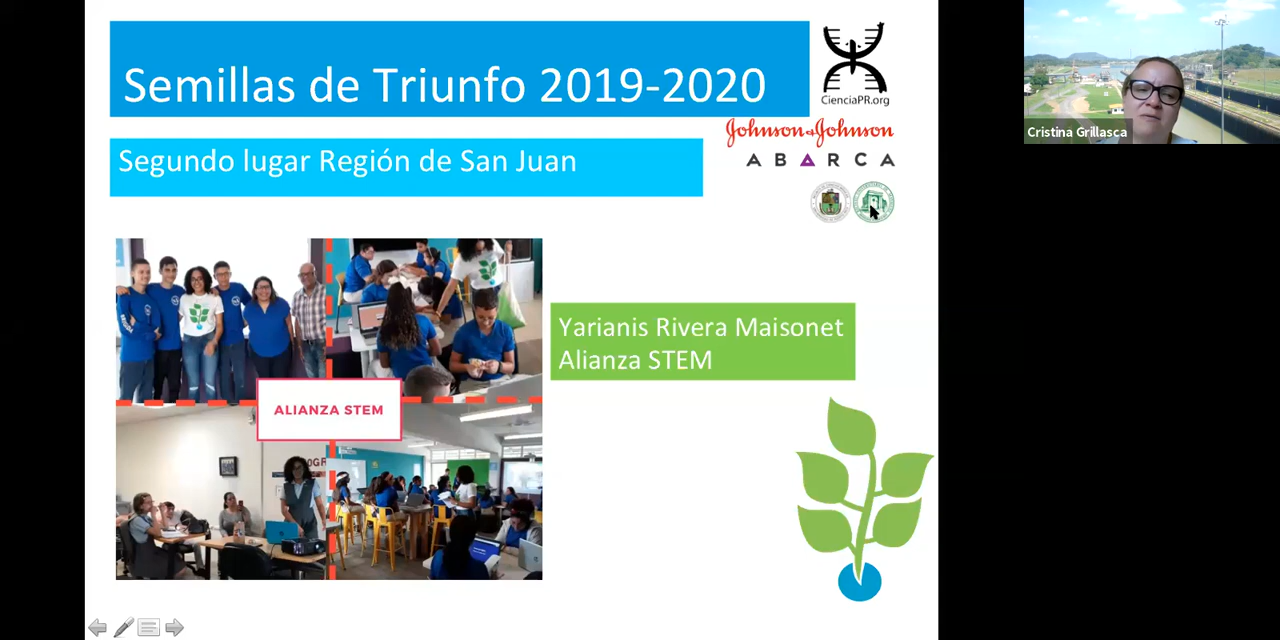 Semillas de Triunfo 2019-2020
CienciaPR.org
Johnson & Johnson
ABARCA
Segundo lugar Región de San Juan
Cristina Grillasca
Yarianis Rivera Maisonet
Alianza STEM
ALIANZA STEM